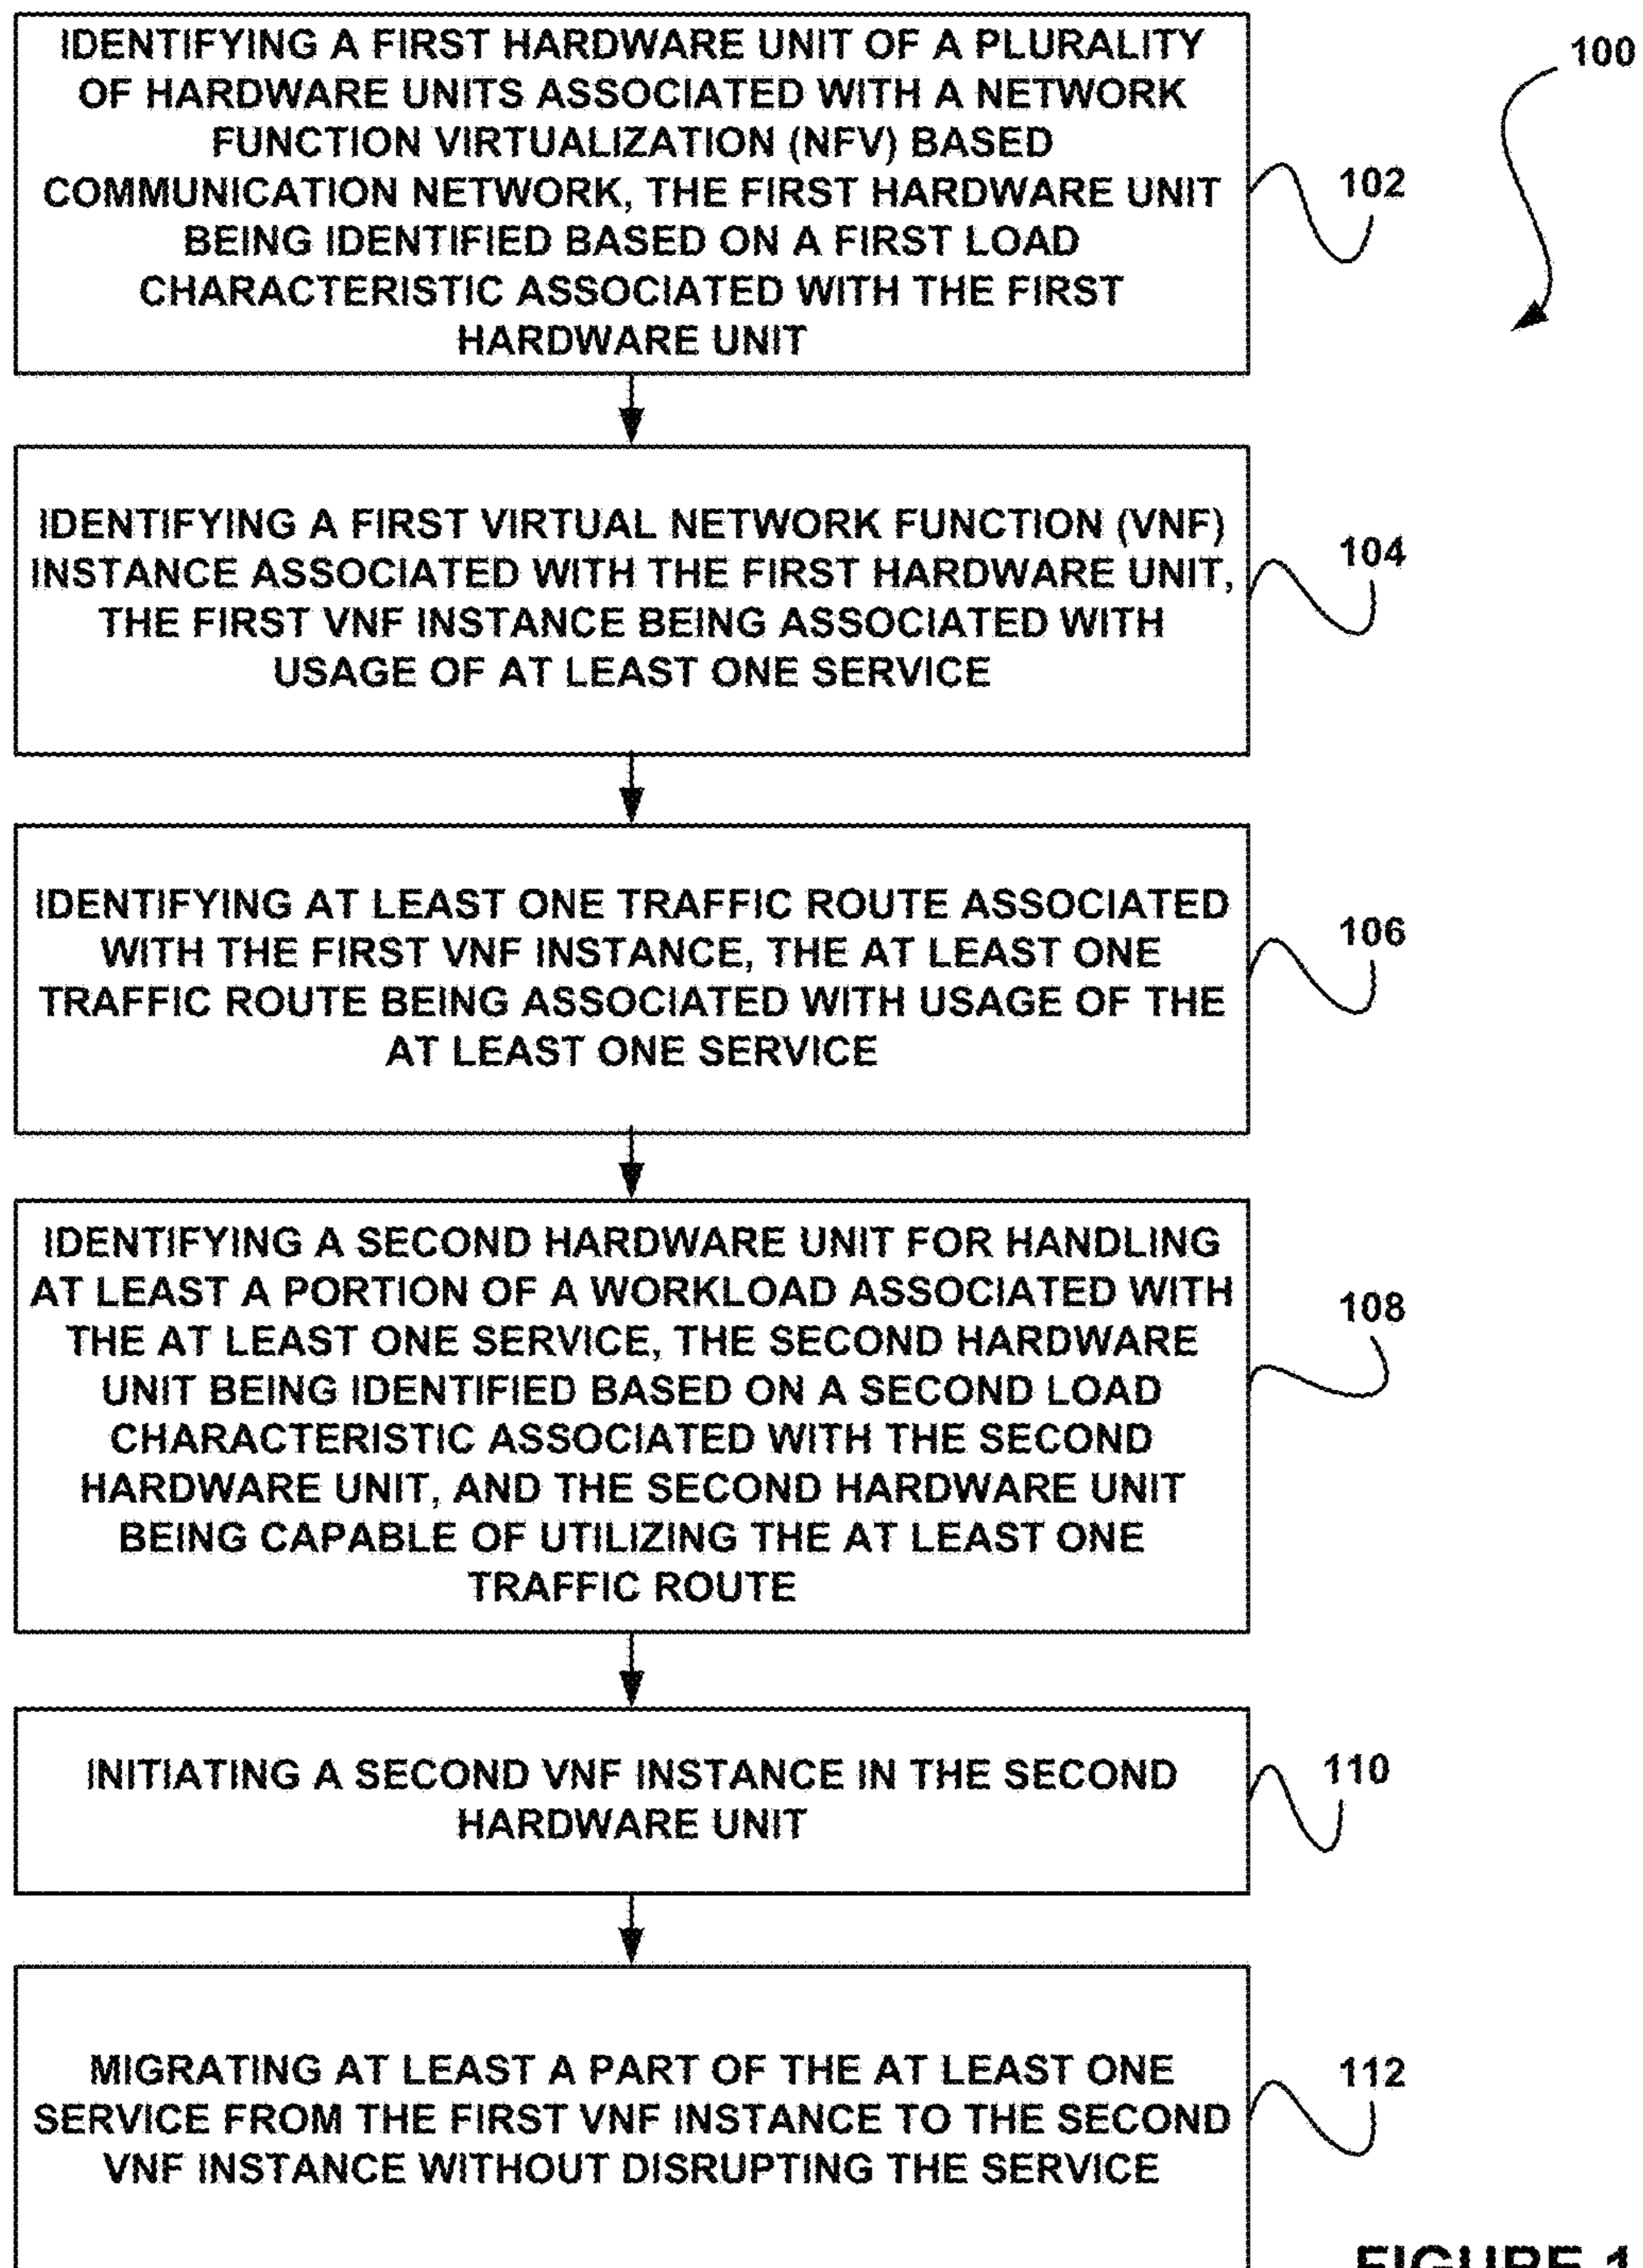 IDENTIFYING A FIRST HARDWARE UNIT OF A PLURALITY
OF HARDWARE UNITS ASSOCIATED WITH A NETWORK
FUNCTION VIRTUALIZATION (NFV) BASED
COMMUNICATION NETWORK, THE FIRST HARDWARE UNIT
BEING IDENTIFIED BASED ON A FIRST LOAD
CHARACTERISTIC ASSOCIATED WITH THE FIRST
HARDWARE UNIT
100
102
IDENTIFYING A FIRST VIRTUAL NETWORK FUNCTION (VNF)
INSTANCE ASSOCIATED WITH THE FIRST HARDWARE UNIT,
THE FIRST VNF INSTANCE BEING ASSOCIATED WITH
USAGE OF AT LEAST ONE SERVICE
104
IDENTIFYING AT LEAST ONE TRAFFIC ROUTE ASSOCIATED
WITH THE FIRST VNF INSTANCE, THE AT LEAST ONE
TRAFFIC ROUTE BEING ASSOCIATED WITH USAGE OF THE
AT LEAST ONE SERVICE
106
IDENTIFYING A SECOND HARDWARE UNIT FOR HANDLING
AT LEAST A PORTION OF A WORKLOAD ASSOCIATED WITH
THE AT LEAST ONE SERVICE, THE SECOND HARDWARE
UNIT BEING IDENTIFIED BASED ON A SECOND LOAD
CHARACTERISTIC ASSOCIATED WITH THE SECOND
HARDWARE UNIT, AND THE SECOND HARDWARE UNIT
BEING CAPABLE OF UTILIZING THE AT LEAST ONE
TRAFFIC ROUTE
108
INITIATING A SECOND VNF INSTANCE IN THE SECOND
HARDWARE UNIT
110
MIGRATING AT LEAST A PART OF THE AT LEAST ONE
SERVICE FROM THE FIRST VNF INSTANCE TO THE SECOND
VNF INSTANCE WITHOUT DISRUPTING THE SERVICE
112
FIGURE 1